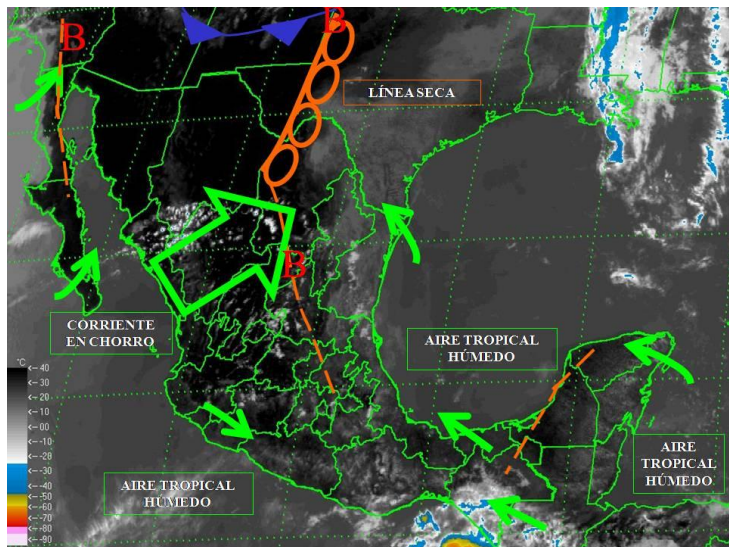 B
B
LÍNEA SECA
B
CORRIENTE
EN CHORRO
AIRE TROPICAL
HÚMEDO
°C
<-- 40
<-- 30
<-- 20
<-- 10
<-- 00
<---10
<---20
<---30
<---40
<---50
<---60
<---70
<---80
<---90
AIRE TROPICAL
HÚMEDO
AIRE
TROPICAL
HÚMEDO